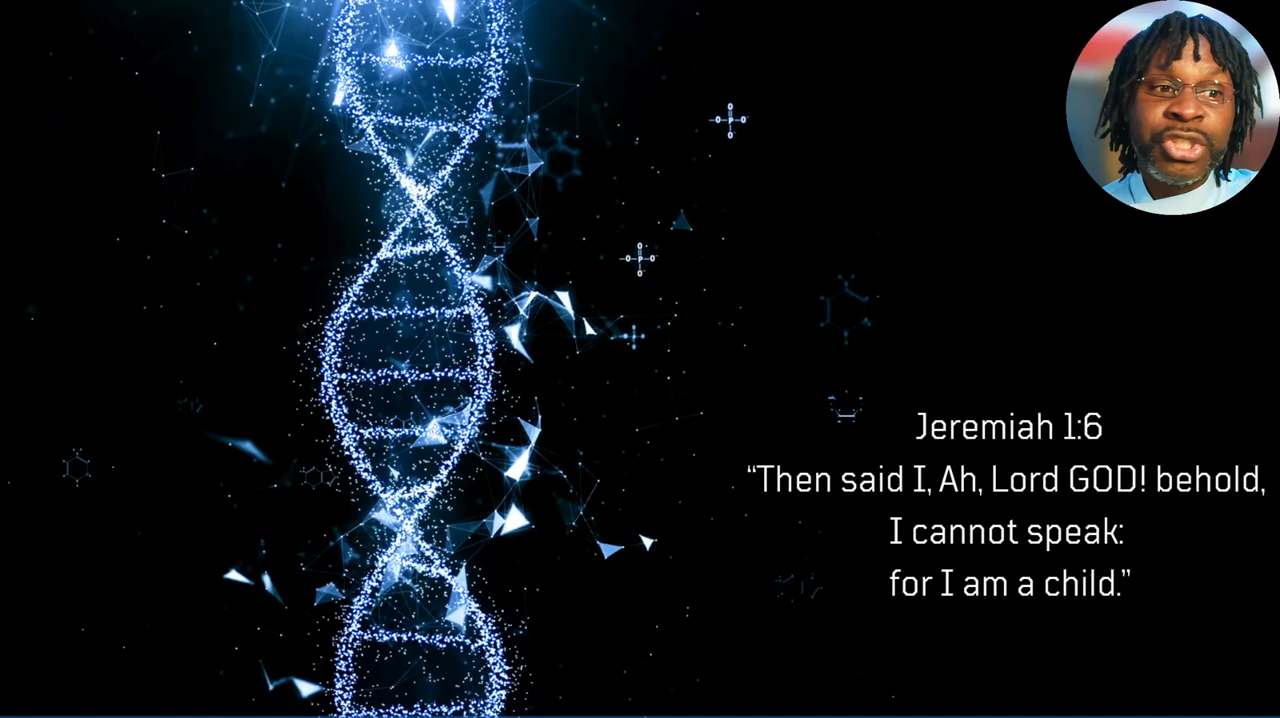 Jeremiah 1:6
“Then said I, Ah, Lord GOD! behold,
I cannot speak:
for I am a child.”
O
-O-P-O-
O
O
-O-P-O-
O